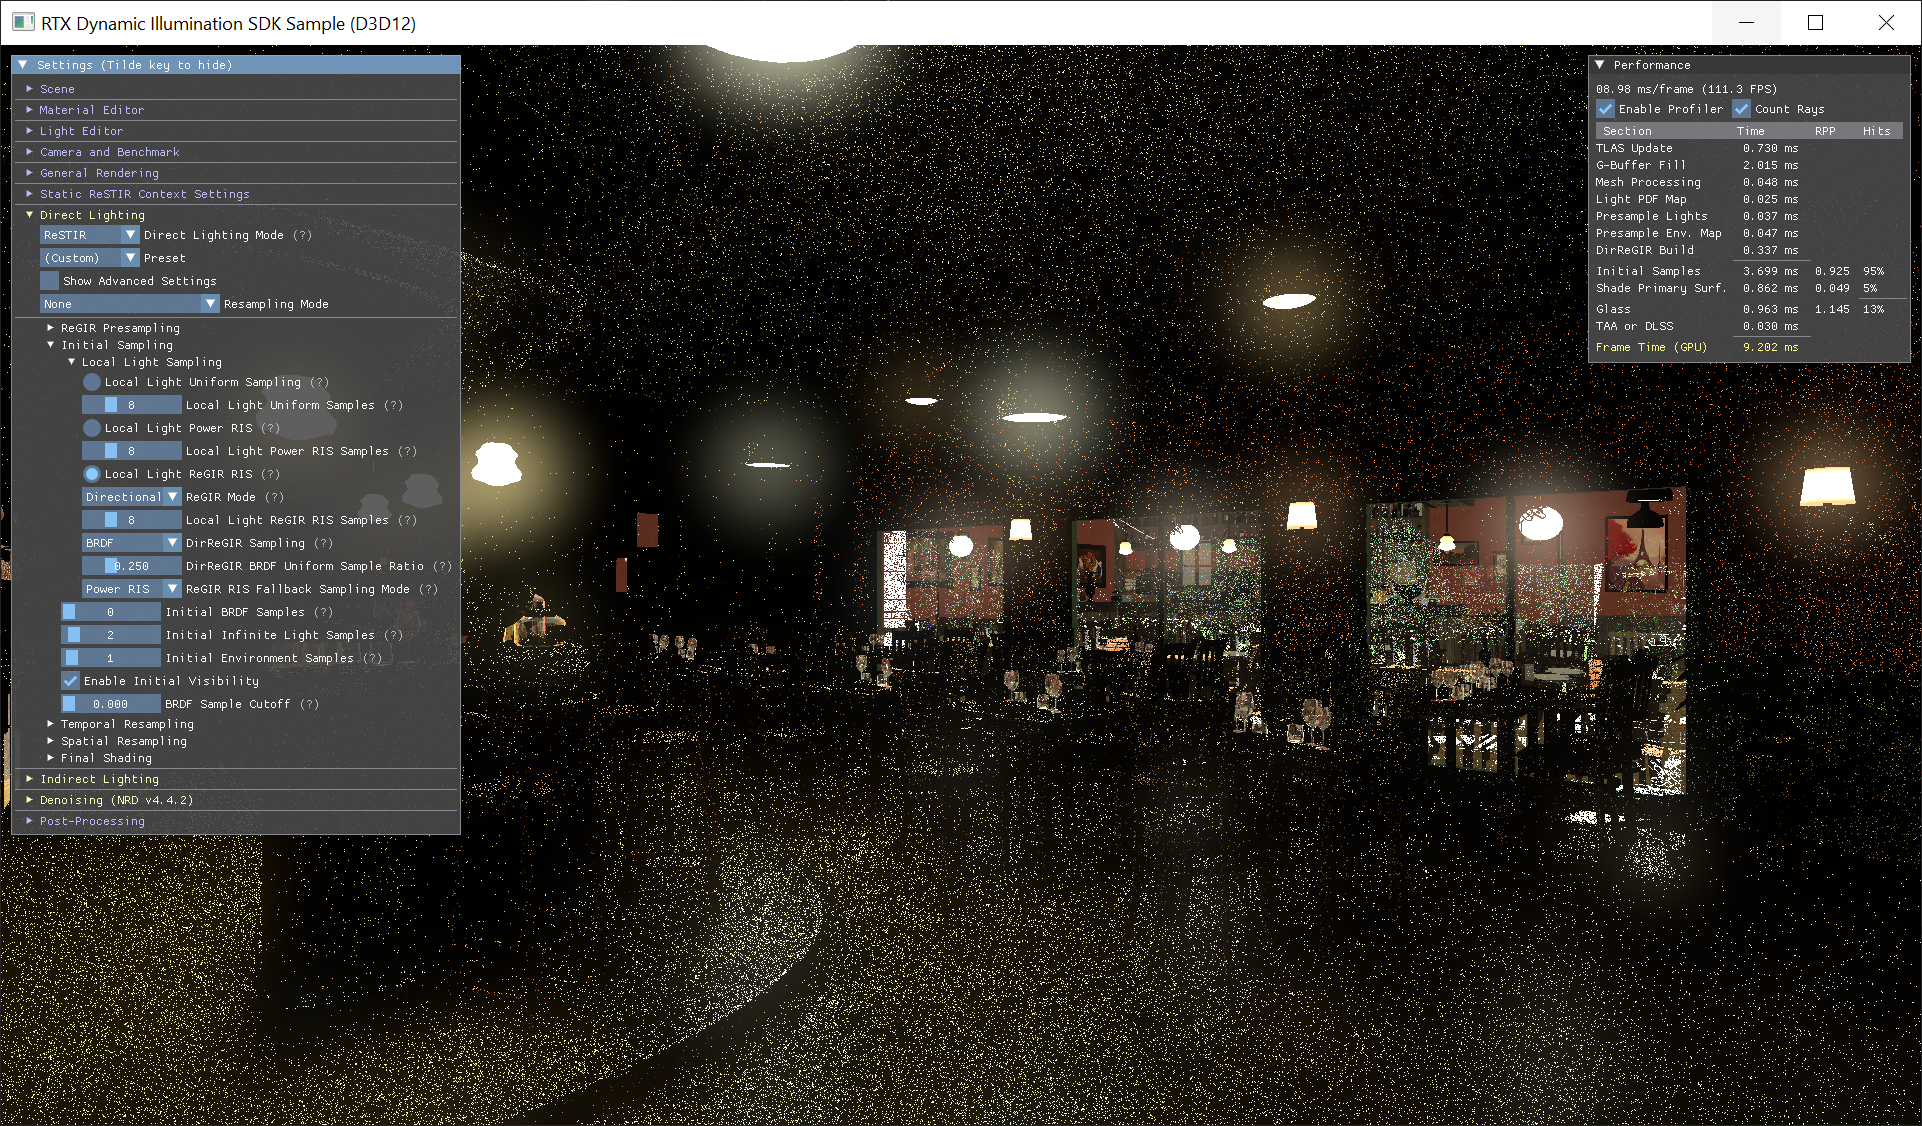 RTX Dynamic Illumination SDK Sample (D3D12)
Settings (Tilde key to hide)
Scene
Material Editor
Light Editor
Camera and Benchmark
General Rendering
Static ReSTIR Context Settings
Direct Lighting
ReSTIR Direct Lighting Mode (?)
(Custom) Preset
Show Advanced Settings
None Resampling Mode
ReGIR Presampling
Initial Sampling
Local Light Sampling
Local Light Uniform Sampling (?)
8 Local Light Uniform Samples (?)
Local Light Power RIS (?)
8 Local Light Power RIS Samples (?)
Local Light ReGIR RIS (?)
Directional ReGIR Mode (?)
8 Local Light ReGIR RIS Samples (?)
BRDF DirReGIR Sampling (?)
0.250 DirReGIR BRDF Uniform Sample Ratio (?)
Power RIS ReGIR RIS Fallback Sampling Mode (?)
0 Initial BRDF Samples (?)
2 Initial Infinite Light Samples (?)
1 Initial Environment Samples (?)
Enable Initial Visibility
0.000 BRDF Sample Cutoff (?)
Temporal Resampling
Spatial Resampling
Final Shading
Indirect Lighting
Denoising (NRD v4.4.2)
Post-Processing
Performance
08.98 ms/frame (111.3 FPS)
Enable Profiler Count Rays
Section Time RPP Hits
TLAS Update 0.730 ms
G-Buffer Fill 2.015 ms
Mesh Processing 0.048 ms
Light PDF Map 0.025 ms
Presample Lights 0.037 ms
Presample Env. Map 0.047 ms
DirReGIR Build 0.337 ms
Initial Samples 3.699 ms 0.925 95%
Shade Primary Surf. 0.862 ms 0.049 5%
Glass 0.963 ms 1.145 13%
TAA or DLSS 0.030 ms
Frame Time (GPU) 9.202 ms